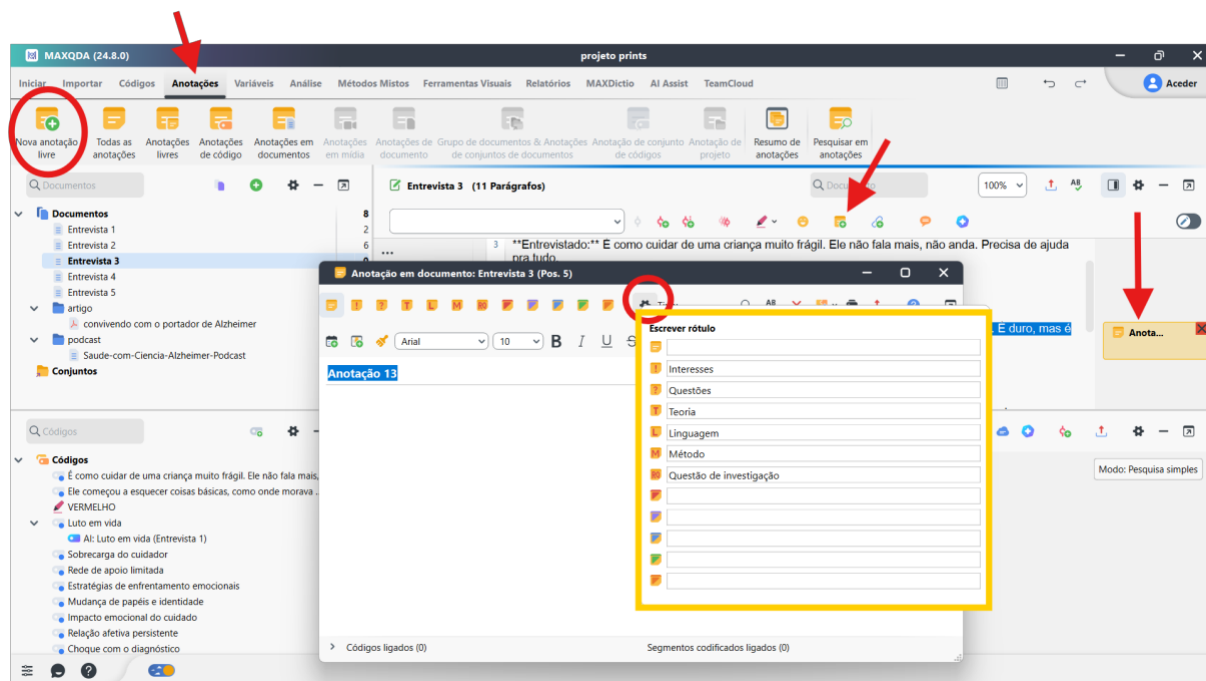 MAXQDA (24.8.0)
projeto prints
Iniciar Importar Códigos Anotações Variáveis Análise Métodos Mistos Ferramentas Visuais Relatórios MAXDictio AI Assist TeamCloud
Aceder
Nova anotação livre
Todas as anotações
Anotações livres
Anotações de código
Anotações em documentos
Anotações em mídia
Anotações de documento
Grupo de documentos & Anotações de conjuntos de documentos
Anotação de conjunto de códigos
Anotação de projeto
Resumo de anotações
Pesquisar em anotações
Documentos
Entrevista 3 (11 Parágrafos)
100%
Documentos 8
Entrevista 1 2
Entrevista 2 6
Entrevista 3
Entrevista 4
Entrevista 5
artigo
convivendo com o portador de Alzheimer
podcast
Saude-com-Ciencia-Alzheimer-Podcast
Conjuntos
3 **Entrevistado:** É como cuidar de uma criança muito frágil. Ele não fala mais, não anda. Precisa de ajuda
pra tudo.
É duro, mas é
Anota...
Anotação em documento: Entrevista 3 (Pos. 5)
Arial 10 B I U S
Anotação 13
Escrever rótulo
! Interesses
? Questões
T Teoria
L Linguagem
M Método
RQ Questão de investigação
Códigos ligados (0)
Segmentos codificados ligados (0)
Códigos
Códigos
É como cuidar de uma criança muito frágil. Ele não fala mais,
Ele começou a esquecer coisas básicas, como onde morava .
VERMELHO
Luto em vida
AI: Luto em vida (Entrevista 1)
Sobrecarga do cuidador
Rede de apoio limitada
Estratégias de enfrentamento emocionais
Mudança de papéis e identidade
Impacto emocional do cuidado
Relação afetiva persistente
Choque com o diagnóstico
Modo: Pesquisa simples